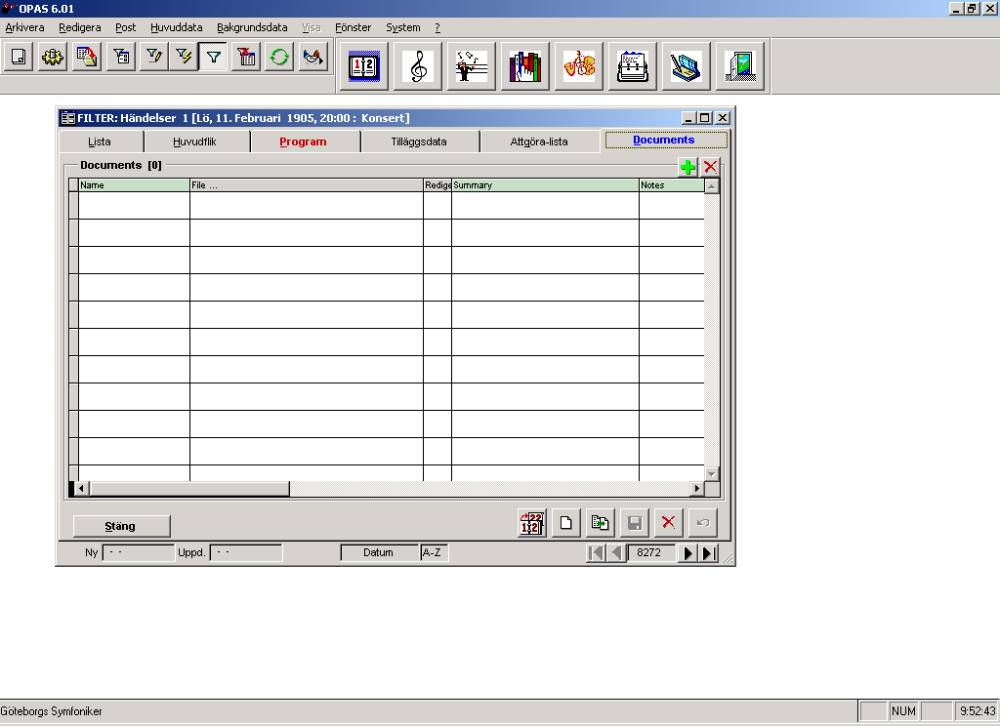 OPAS 6.01
Arkivera Redigera Post Huvuddata Bakgrundsdata Visa Fönster System ?
1 2
FILTER: Händelser 1 [Lö, 11. Februari 1905, 20:00 : Konsert]
Lista Huvudflik Program Tilläggsdata Attgöra-lista Documents
Documents [0]
Name File ... Redige Summary Notes
Stäng
Ny - - Uppd. - - Datum A-Z 8272
Göteborgs Symfoniker NUM 9:52:43